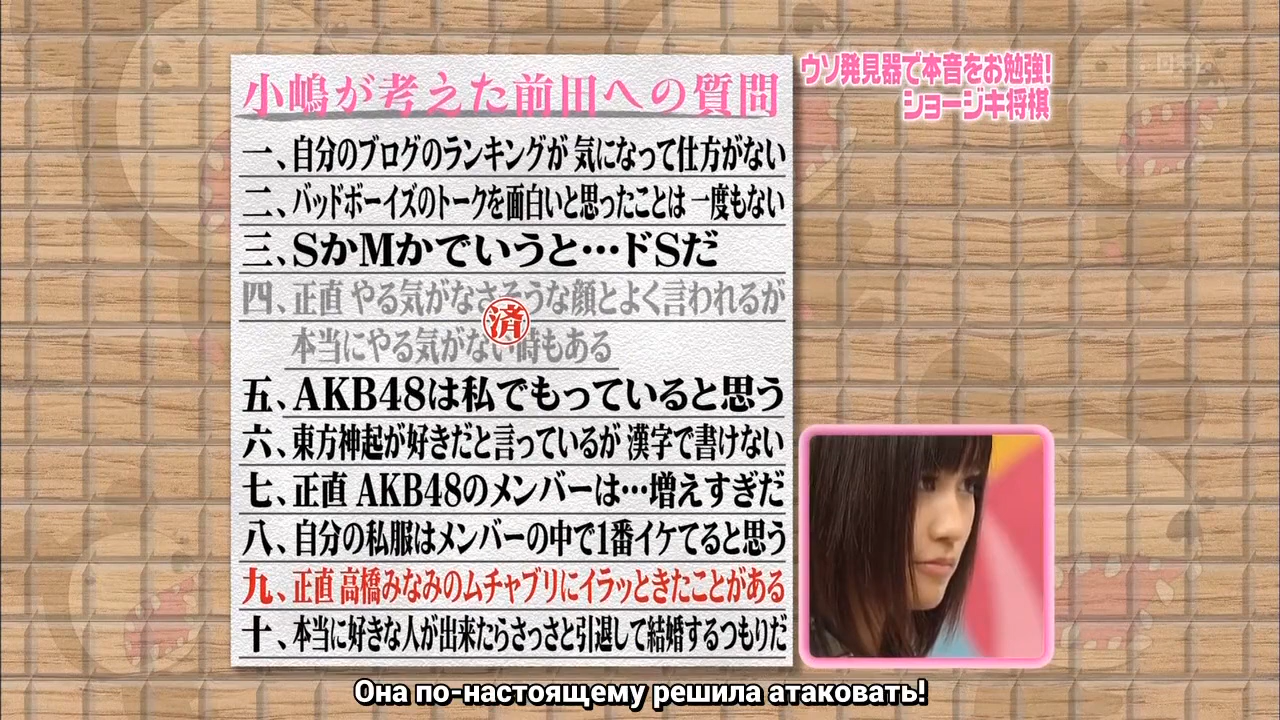 小嶋が考えた前田への質問
ウソ発見器で本音をお勉強!
ショージキ将棋
一、自分のブログのランキングが 気になって仕方がない
二、バッドボーイズのトークを面白いと思ったことは 一度もない
三、SかMかでいうと…ドSだ
四、正直 やる気がなさそうな顔とよく言われるが
本当にやる気がない時もある
済
五、AKB48は私でもっていると思う
六、東方神起が好きだと言っているが 漢字で書けない
七、正直 AKB48のメンバーは…増えすぎだ
八、自分の私服はメンバーの中で1番イケてると思う
九、正直 高橋みなみのムチャブリにイラッときたことがある
十、本当に好きな人が出来たらさっさと引退して結婚するつもりだ
Она по-настоящему решила атаковать!